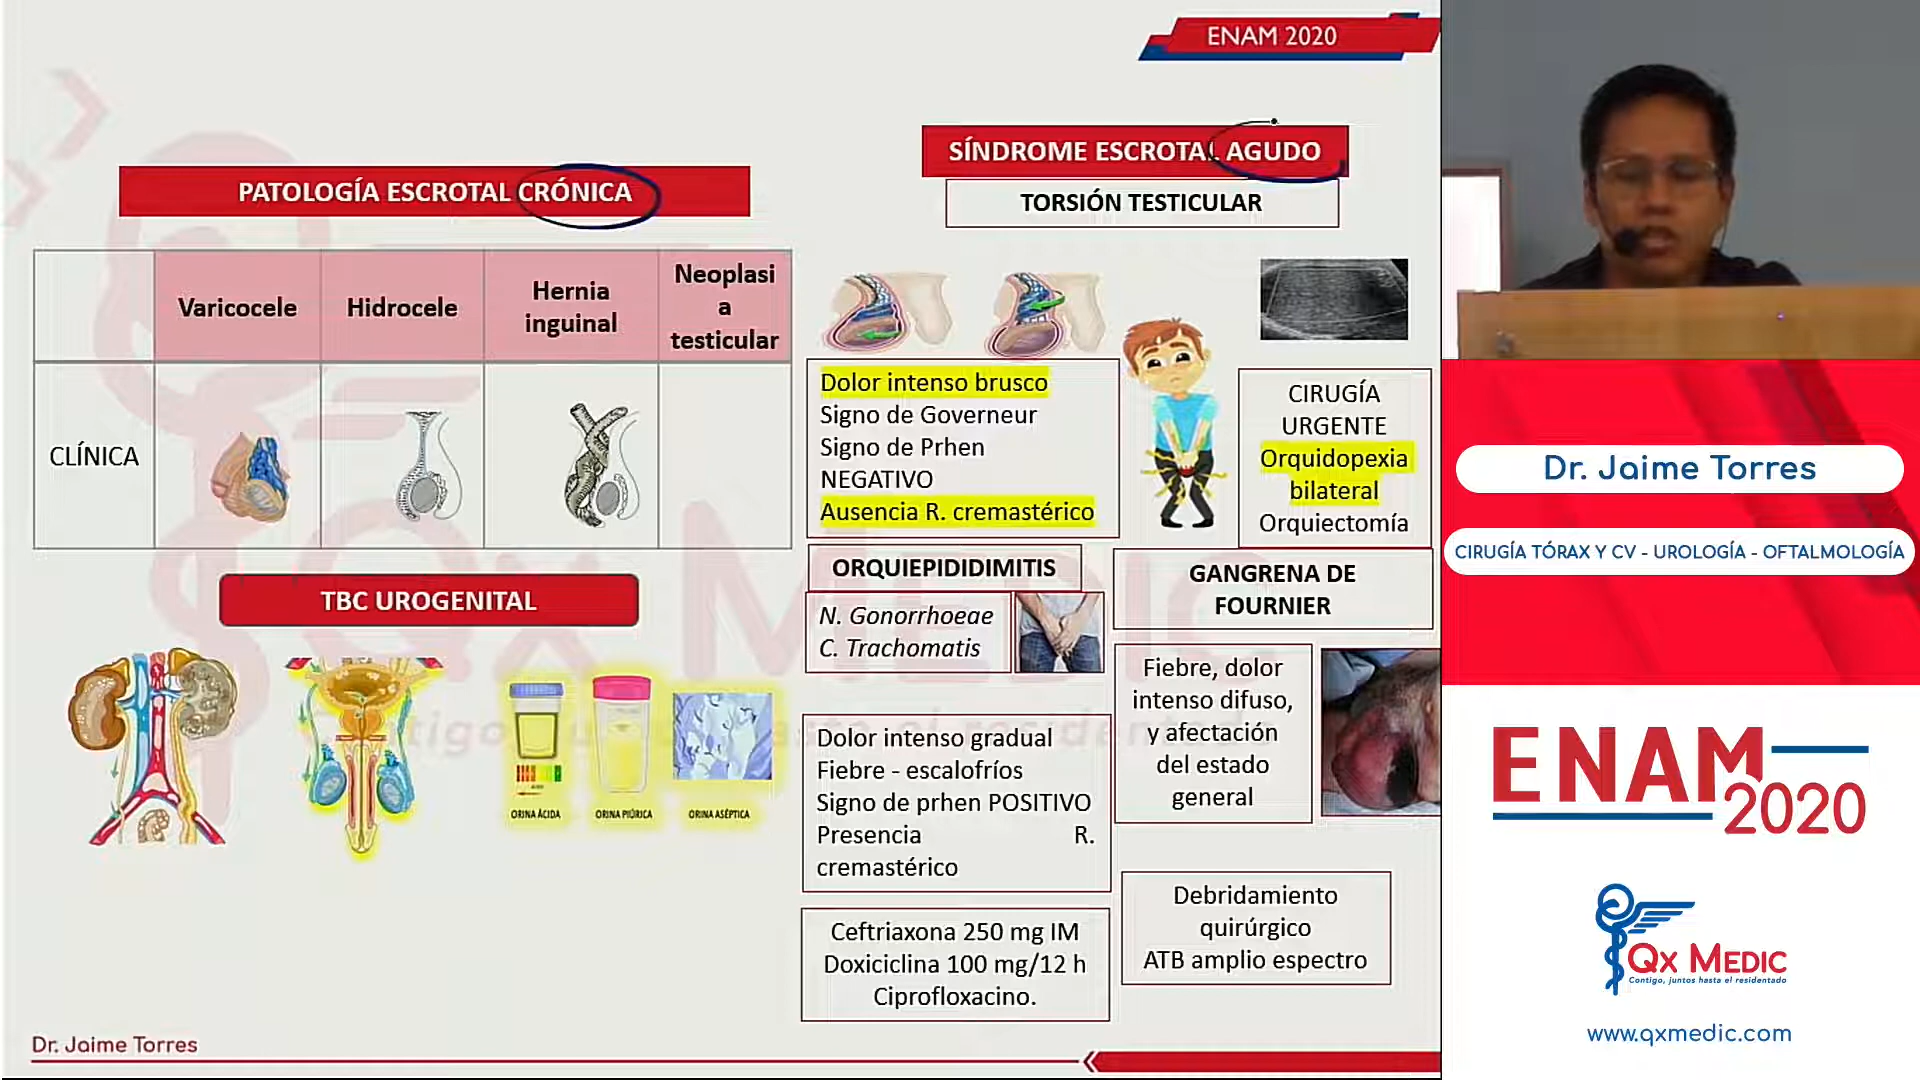 ENAM 2020
PATOLOGÍA ESCROTAL CRÓNICA
Varicocele
Hidrocele
Hernia
inguinal
Neoplasi
a
testicular
CLÍNICA
TBC UROGENITAL
ORINA ÁCIDA
ORINA PIÚRICA
ORINA ASÉPTICA
SÍNDROME ESCROTAL AGUDO
TORSIÓN TESTICULAR
Dolor intenso brusco
Signo de Governeur
Signo de Prhen
NEGATIVO
Ausencia R. cremastérico
CIRUGÍA
URGENTE
Orquidopexia
bilateral
Orquiectomía
ORQUIEPIDIDIMITIS
N. Gonorrhoeae
C. Trachomatis
Dolor intenso gradual
Fiebre - escalofríos
Signo de prhen POSITIVO
Presencia R.
cremastérico
Ceftriaxona 250 mg IM
Doxiciclina 100 mg/12 h
Ciprofloxacino.
GANGRENA DE
FOURNIER
Fiebre, dolor
intenso difuso,
y afectación
del estado
general
Debridamiento
quirúrgico
ATB amplio espectro
Dr. Jaime Torres
Dr. Jaime Torres
CIRUGÍA TÓRAX Y CV - UROLOGÍA - OFTALMOLOGÍA
ENAM
2020
QX MEDIC
Contigo, juntos hasta el residentado
www.qxmedic.com